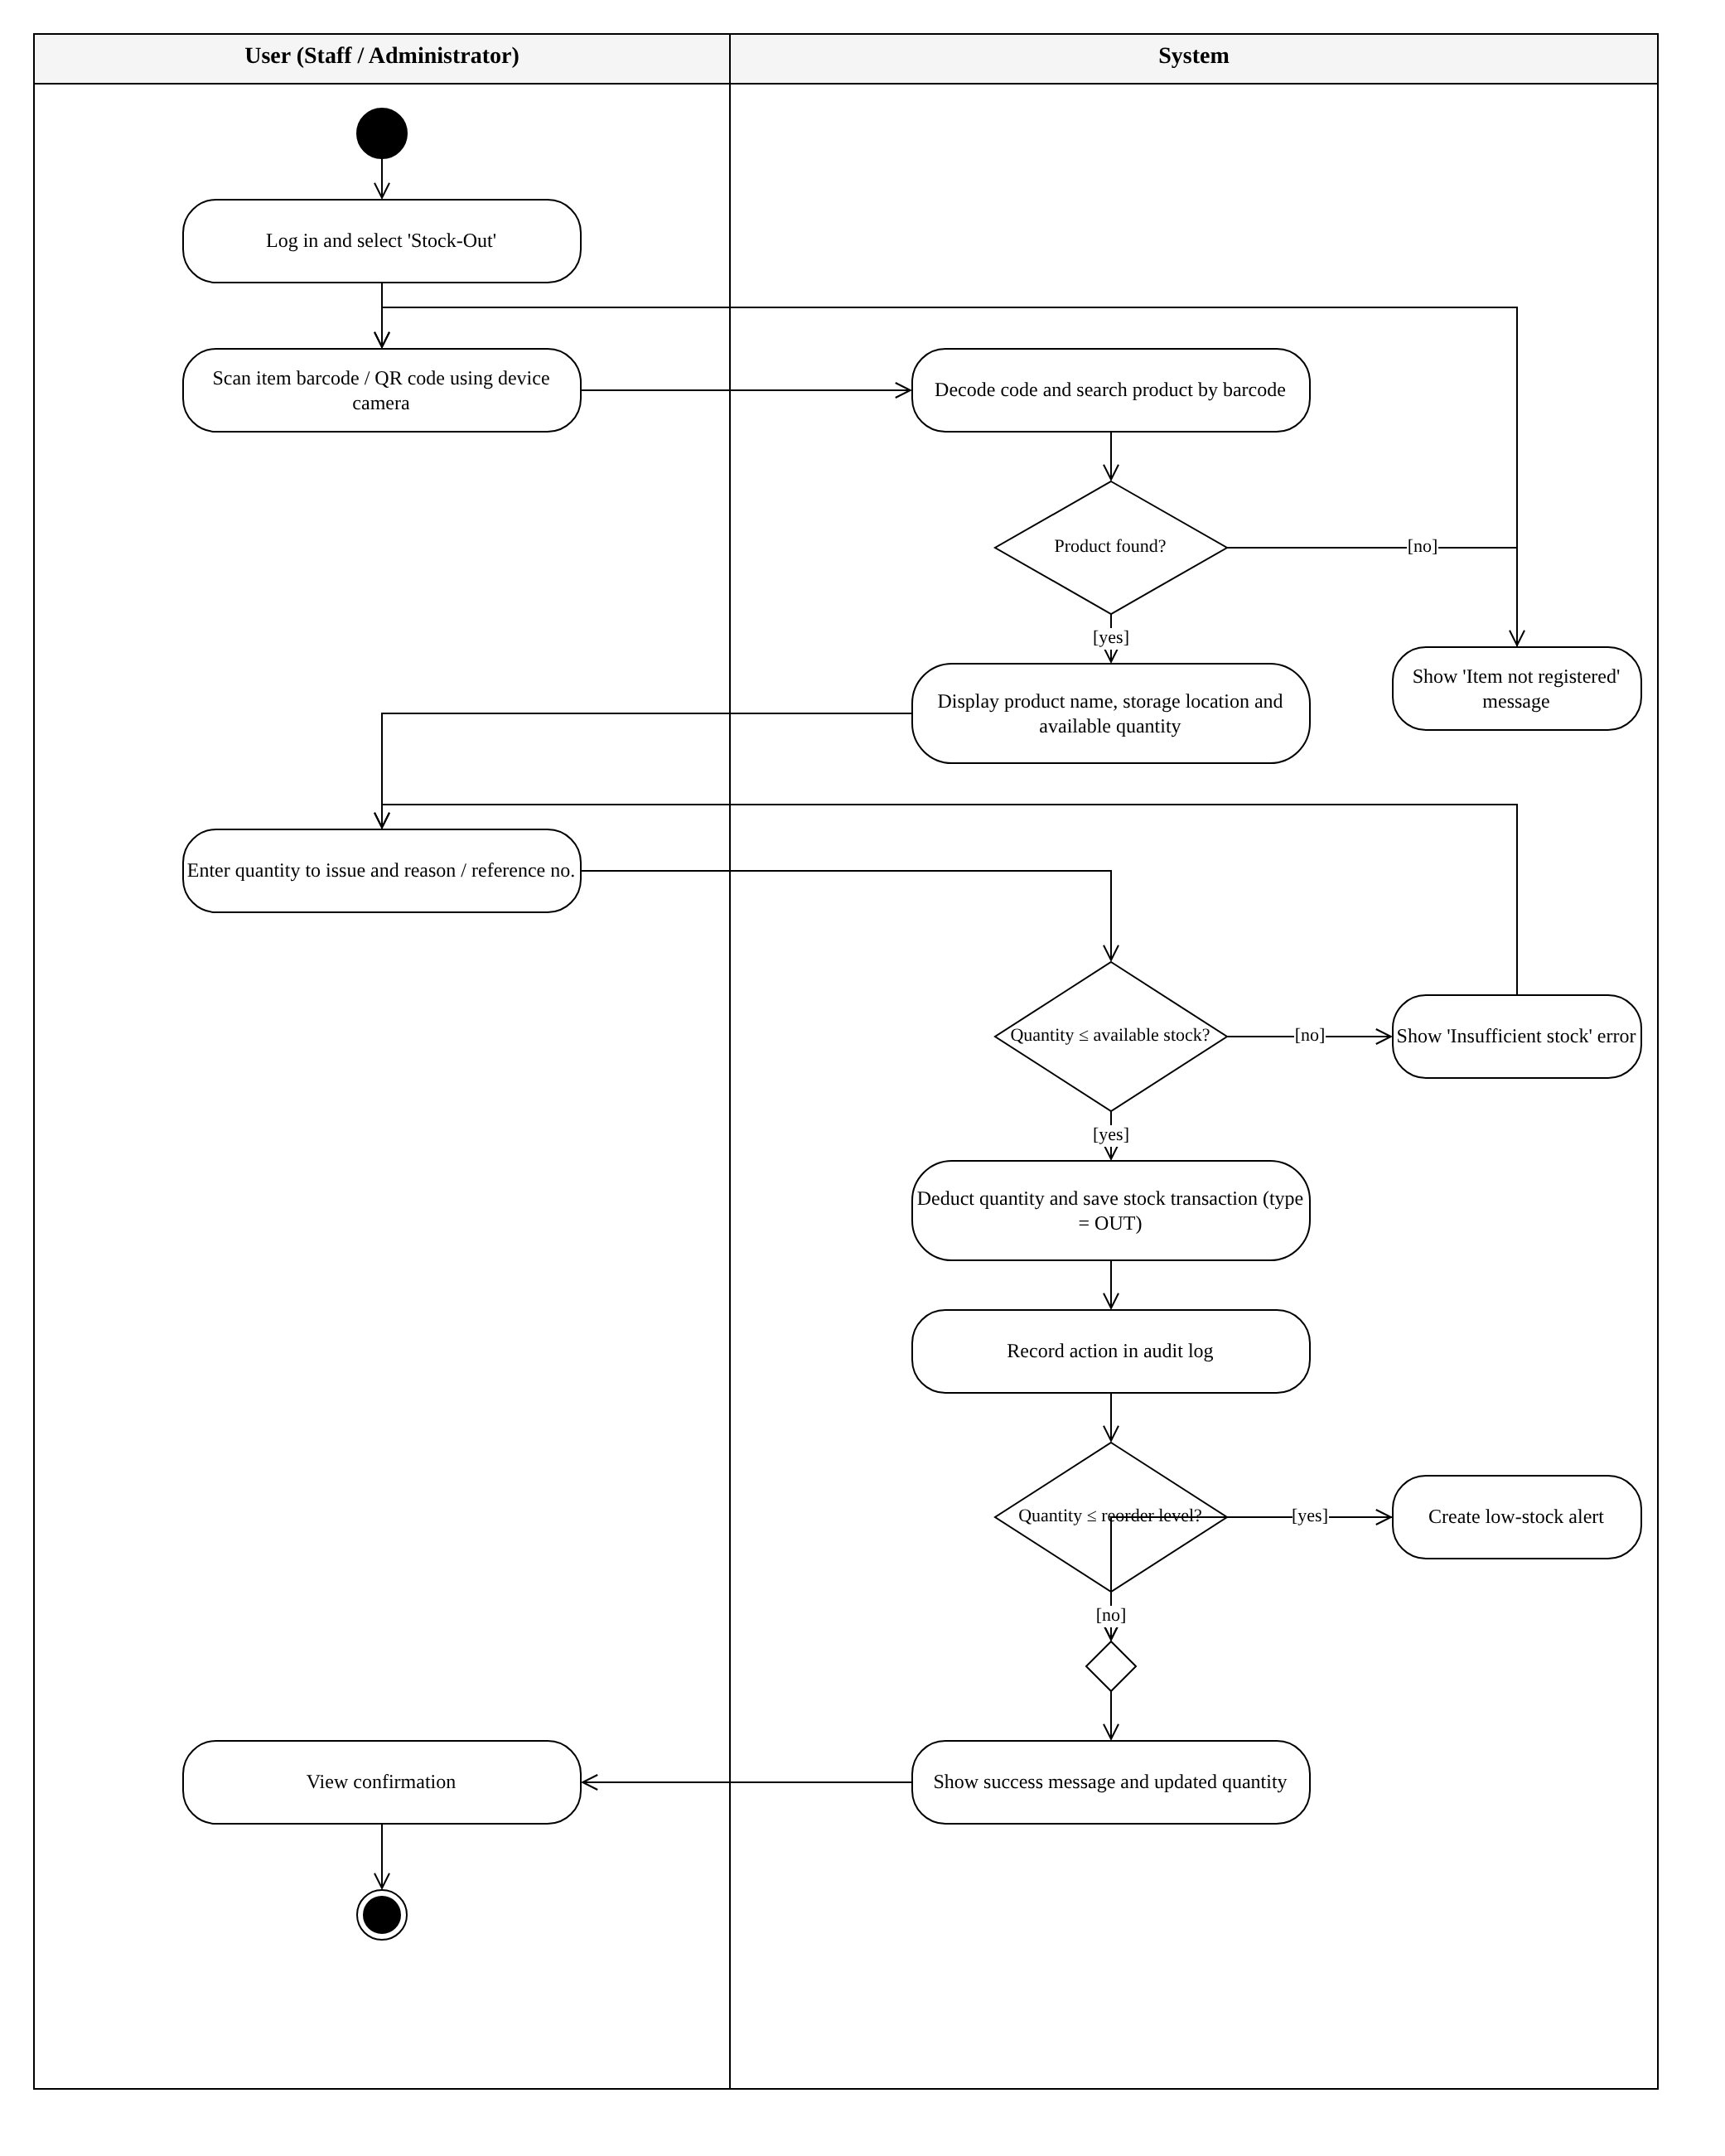 User (Staff / Administrator)
System
Log in and select 'Stock-Out'
Scan item barcode / QR code using device
camera
Decode code and search product by barcode
Product found?
[no]
[yes]
Show 'Item not registered'
message
Display product name, storage location and
available quantity
Enter quantity to issue and reason / reference no.
Quantity ≤ available stock?
[no]
Show 'Insufficient stock' error
[yes]
Deduct quantity and save stock transaction (type
= OUT)
Record action in audit log
Quantity ≤ reorder level?
[yes]
Create low-stock alert
[no]
View confirmation
Show success message and updated quantity